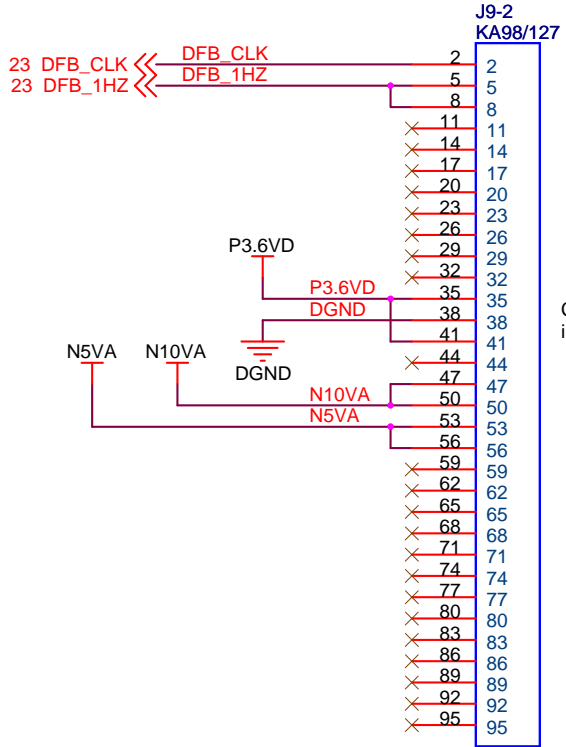 J9-2
KA98/127
23 DFB_CLK DFB_CLK 2 2
23 DFB_1HZ DFB_1HZ 5 5
8 8
11 11
14 14
17 17
20 20
23 23
26 26
29 29
32 32
P3.6VD
P3.6VD 35 35
DGND 38 38
41 41
DGND
44 44
N5VA N10VA
47 47
N10VA 50 50
N5VA 53 53
56 56
59 59
62 62
65 65
68 68
71 71
74 74
77 77
80 80
83 83
86 86
89 89
92 92
95 95